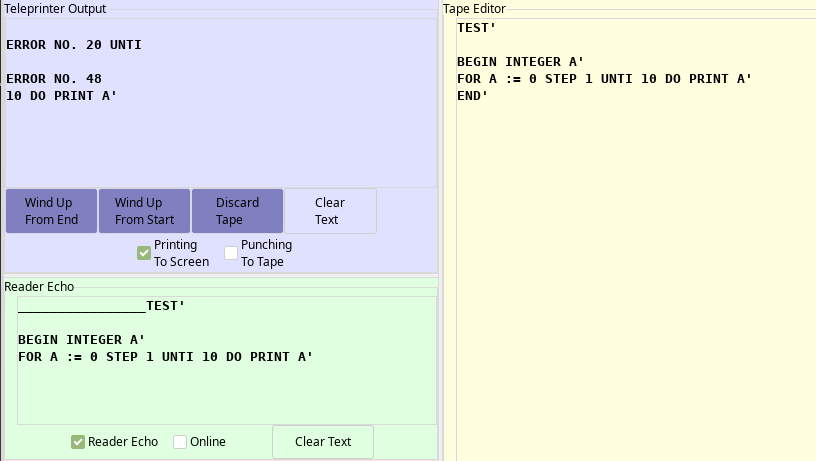 Teleprinter Output
ERROR NO. 20 UNTI
ERROR NO. 48
10 DO PRINT A'
Wind Up
From End
Wind Up
From Start
Discard
Tape
Clear
Text
Printing
To Screen
Punching
To Tape
Reader Echo
________________TEST'
BEGIN INTEGER A'
FOR A := 0 STEP 1 UNTI 10 DO PRINT A'
Reader Echo
Online
Clear Text
Tape Editor
TEST'
BEGIN INTEGER A'
FOR A := 0 STEP 1 UNTI 10 DO PRINT A'
END'